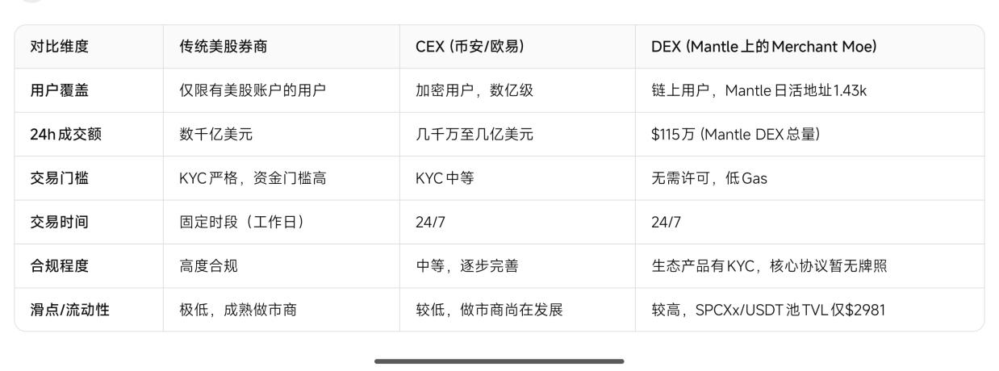 对比维度 传统美股券商 CEX (币安/欧易) DEX (Mantle上的Merchant Moe)
用户覆盖 仅限有美股账户的用户 加密用户，数亿级 链上用户，Mantle日活地址1.43k
24h成交额 数千亿美元 几千万至几亿美元 $115万 (Mantle DEX总量)
交易门槛 KYC严格，资金门槛高 KYC中等 无需许可，低Gas
交易时间 固定时段（工作日） 24/7 24/7
合规程度 高度合规 中等，逐步完善 生态产品有KYC，核心协议暂无牌照
滑点/流动性 极低，成熟做市商 较低，做市商尚在发展 较高，SPCXx/USDT池TVL仅$2981